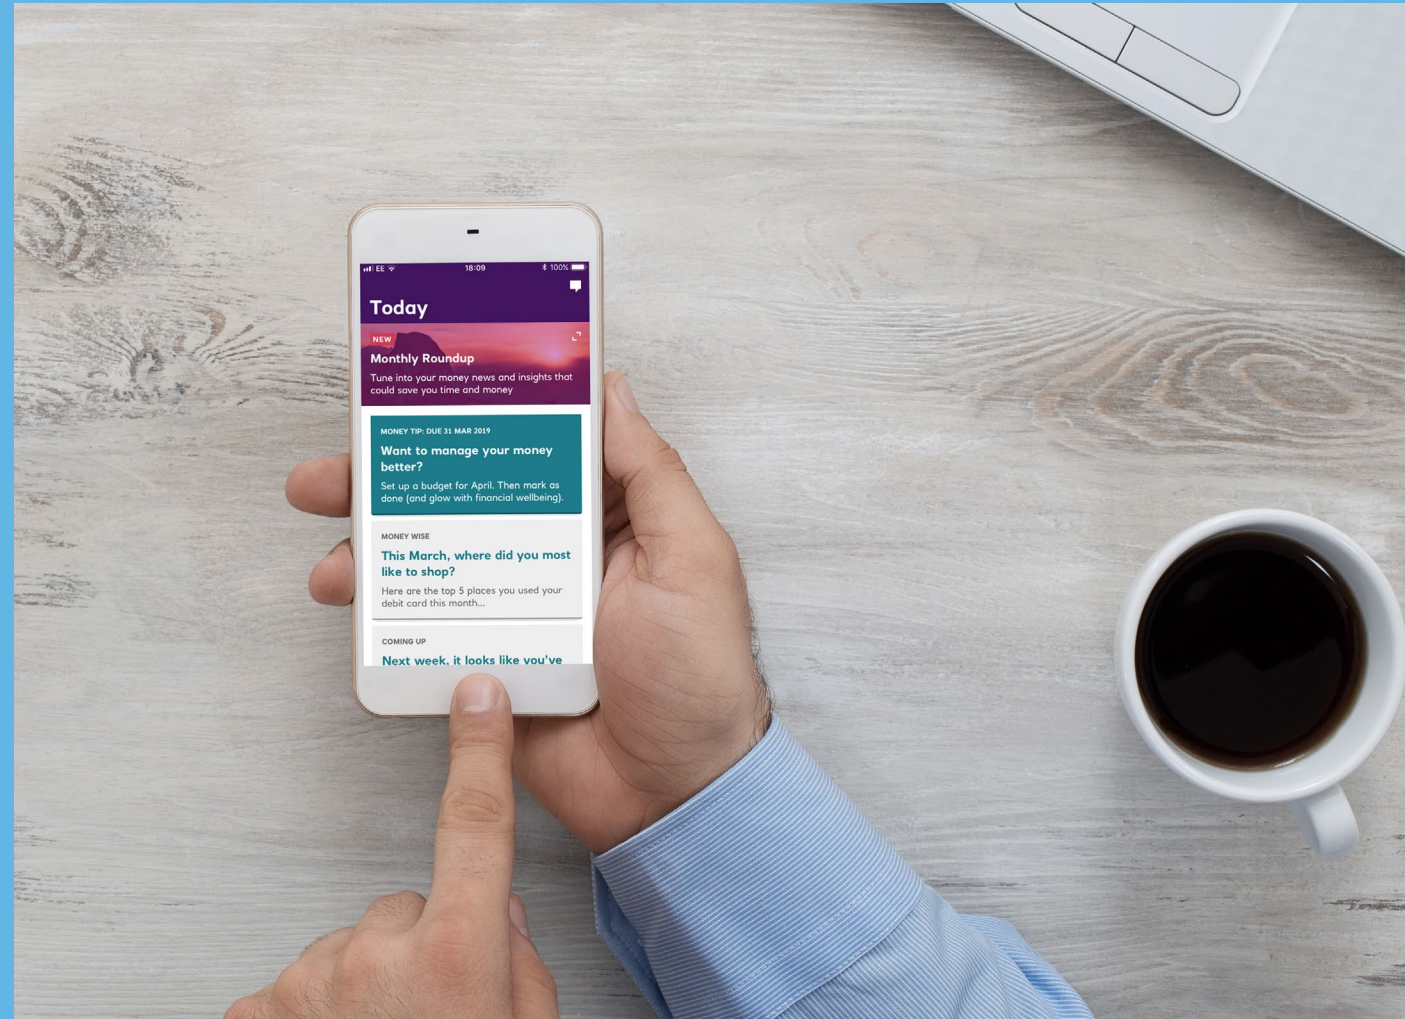 EE 18:09 100%
Today
NEW
Monthly Roundup
Tune into your money news and insights that
could save you time and money
MONEY TIP: DUE 31 MAR 2019
Want to manage your money
better?
Set up a budget for April. Then mark as
done (and glow with financial wellbeing).
MONEY WISE
This March, where did you most
like to shop?
Here are the top 5 places you used your
debit card this month...
COMING UP
Next week, it looks like you've